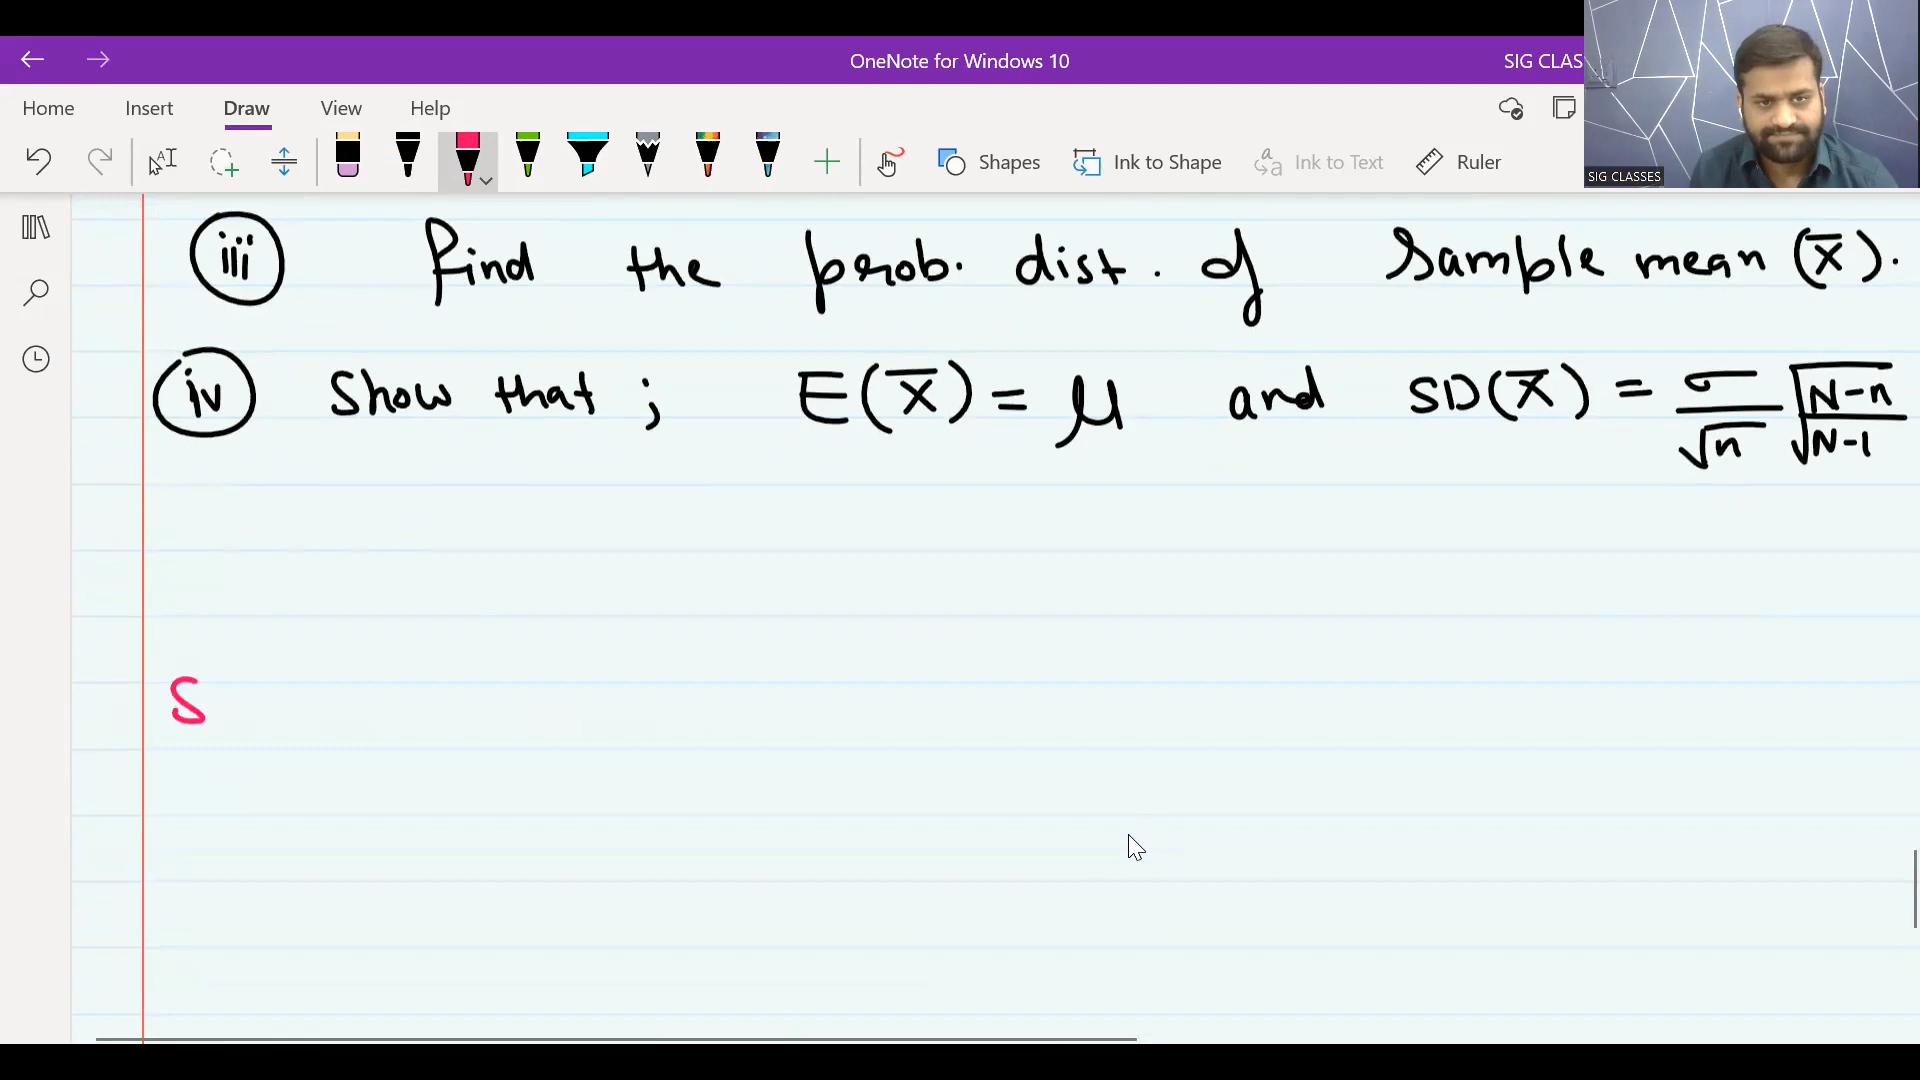 OneNote for Windows 10
SIG CLAS
Home Insert Draw View Help
Shapes Ink to Shape Ink to Text Ruler
SIG CLASSES
iii Find the prob. dist. of Sample mean (x̅).
iv Show that ; E(x̅) = μ and SD(x̅) = σ/√n √(N-n)/(N-1)
S